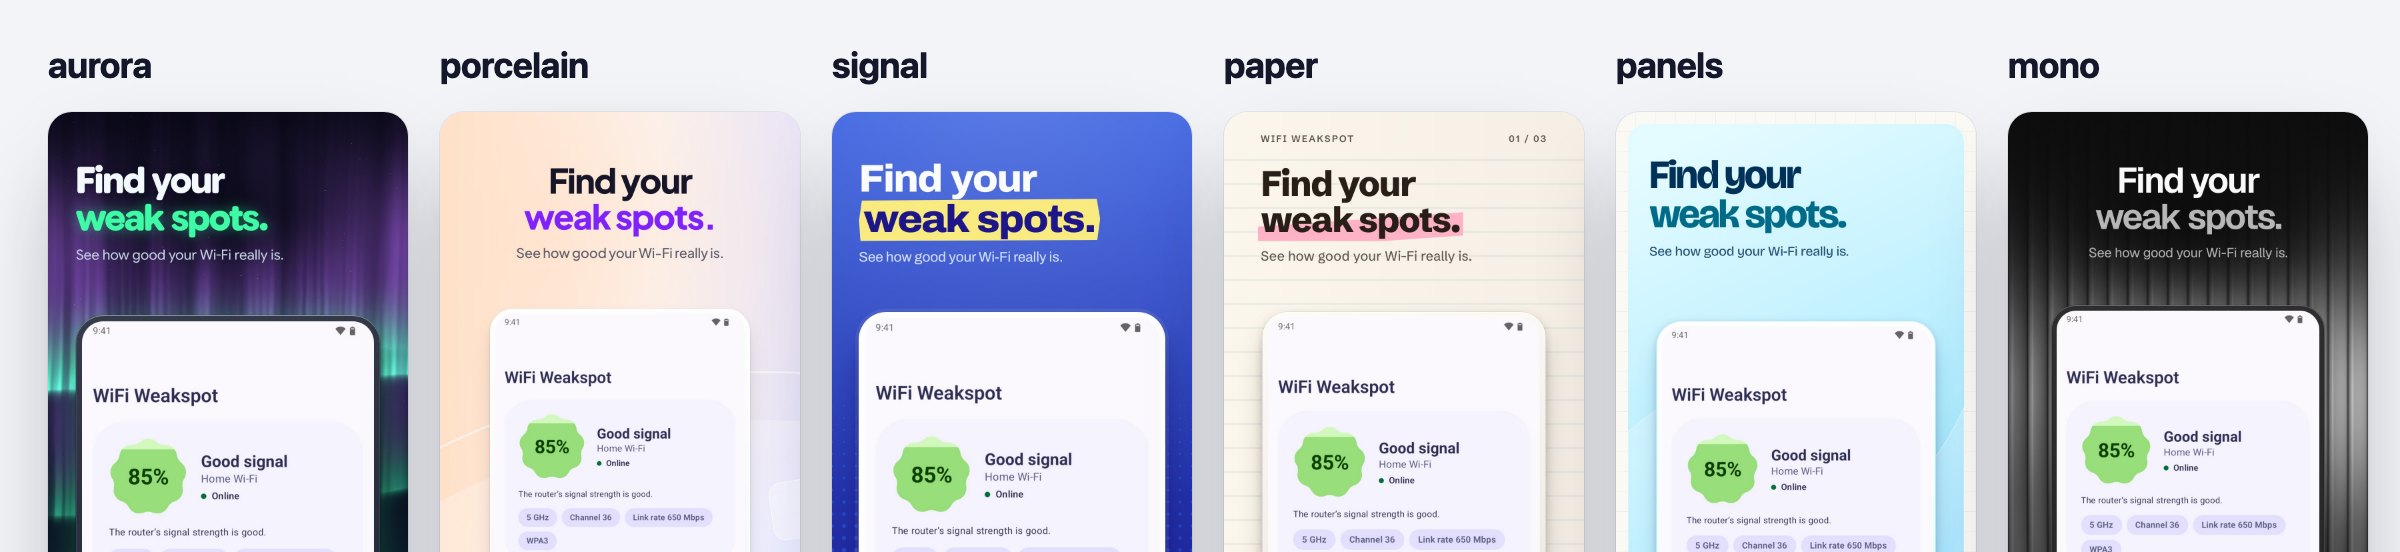 aurora
Find your
weak spots.
See how good your Wi-Fi really is.
9:41
WiFi Weakspot
85%
Good signal
Home Wi-Fi
Online
The router's signal strength is good.
porcelain
Find your
weak spots.
See how good your Wi-Fi really is.
9:41
WiFi Weakspot
85%
Good signal
Home Wi-Fi
Online
The router's signal strength is good.
5 GHz
Channel 36
Link rate 650 Mbps
WPA3
signal
Find your
weak spots.
See how good your Wi-Fi really is.
9:41
WiFi Weakspot
85%
Good signal
Home Wi-Fi
Online
The router's signal strength is good.
paper
WIFI WEAKSPOT
01 / 03
Find your
weak spots.
See how good your Wi-Fi really is.
9:41
WiFi Weakspot
85%
Good signal
Home Wi-Fi
Online
The router's signal strength is good.
5 GHz
Channel 36
Link rate 650 Mbps
panels
Find your
weak spots.
See how good your Wi-Fi really is.
9:41
WiFi Weakspot
85%
Good signal
Home Wi-Fi
Online
The router's signal strength is good.
5 GHz
Channel 36
Link rate 650 Mbps
mono
Find your
weak spots.
See how good your Wi-Fi really is.
9:41
WiFi Weakspot
85%
Good signal
Home Wi-Fi
Online
The router's signal strength is good.
5 GHz
Channel 36
Link rate 650 Mbps
WPA3